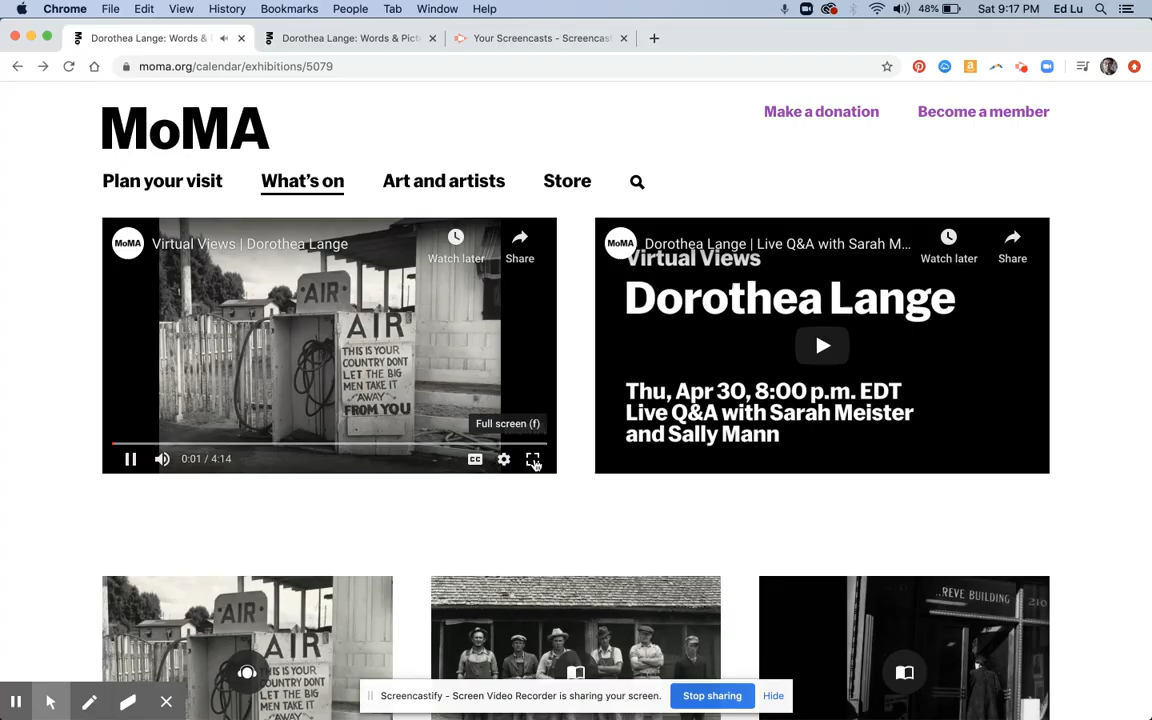 Chrome File Edit View History Bookmarks People Tab Window Help 48% Sat 9:17 PM Ed Lu
Dorothea Lange: Words & Dorothea Lange: Words & Pict Your Screencasts - Screencast
moma.org/calendar/exhibitions/5079
Make a donation Become a member
MoMA
Plan your visit What's on Art and artists Store
MoMA Virtual Views | Dorothea Lange Watch later Share
AIR
AIR
THIS IS YOUR
COUNTRY DONT
LET THE BIG
MEN TAKE IT
AWAY
FROM YOU
Full screen (f)
0:01 / 4:14 CC
MoMA Dorothea Lange | Live Q&A with Sarah M... Watch later Share
Virtual Views
Dorothea Lange
Thu, Apr 30, 8:00 p.m. EDT
Live Q&A with Sarah Meister
and Sally Mann
AIR
AIR
THIS IS YOUR
COUNTRY DONT
LET THE BIG
MEN TAKE IT
AWAY
...REVE BUILDING 210
Screencastify - Screen Video Recorder is sharing your screen. Stop sharing Hide